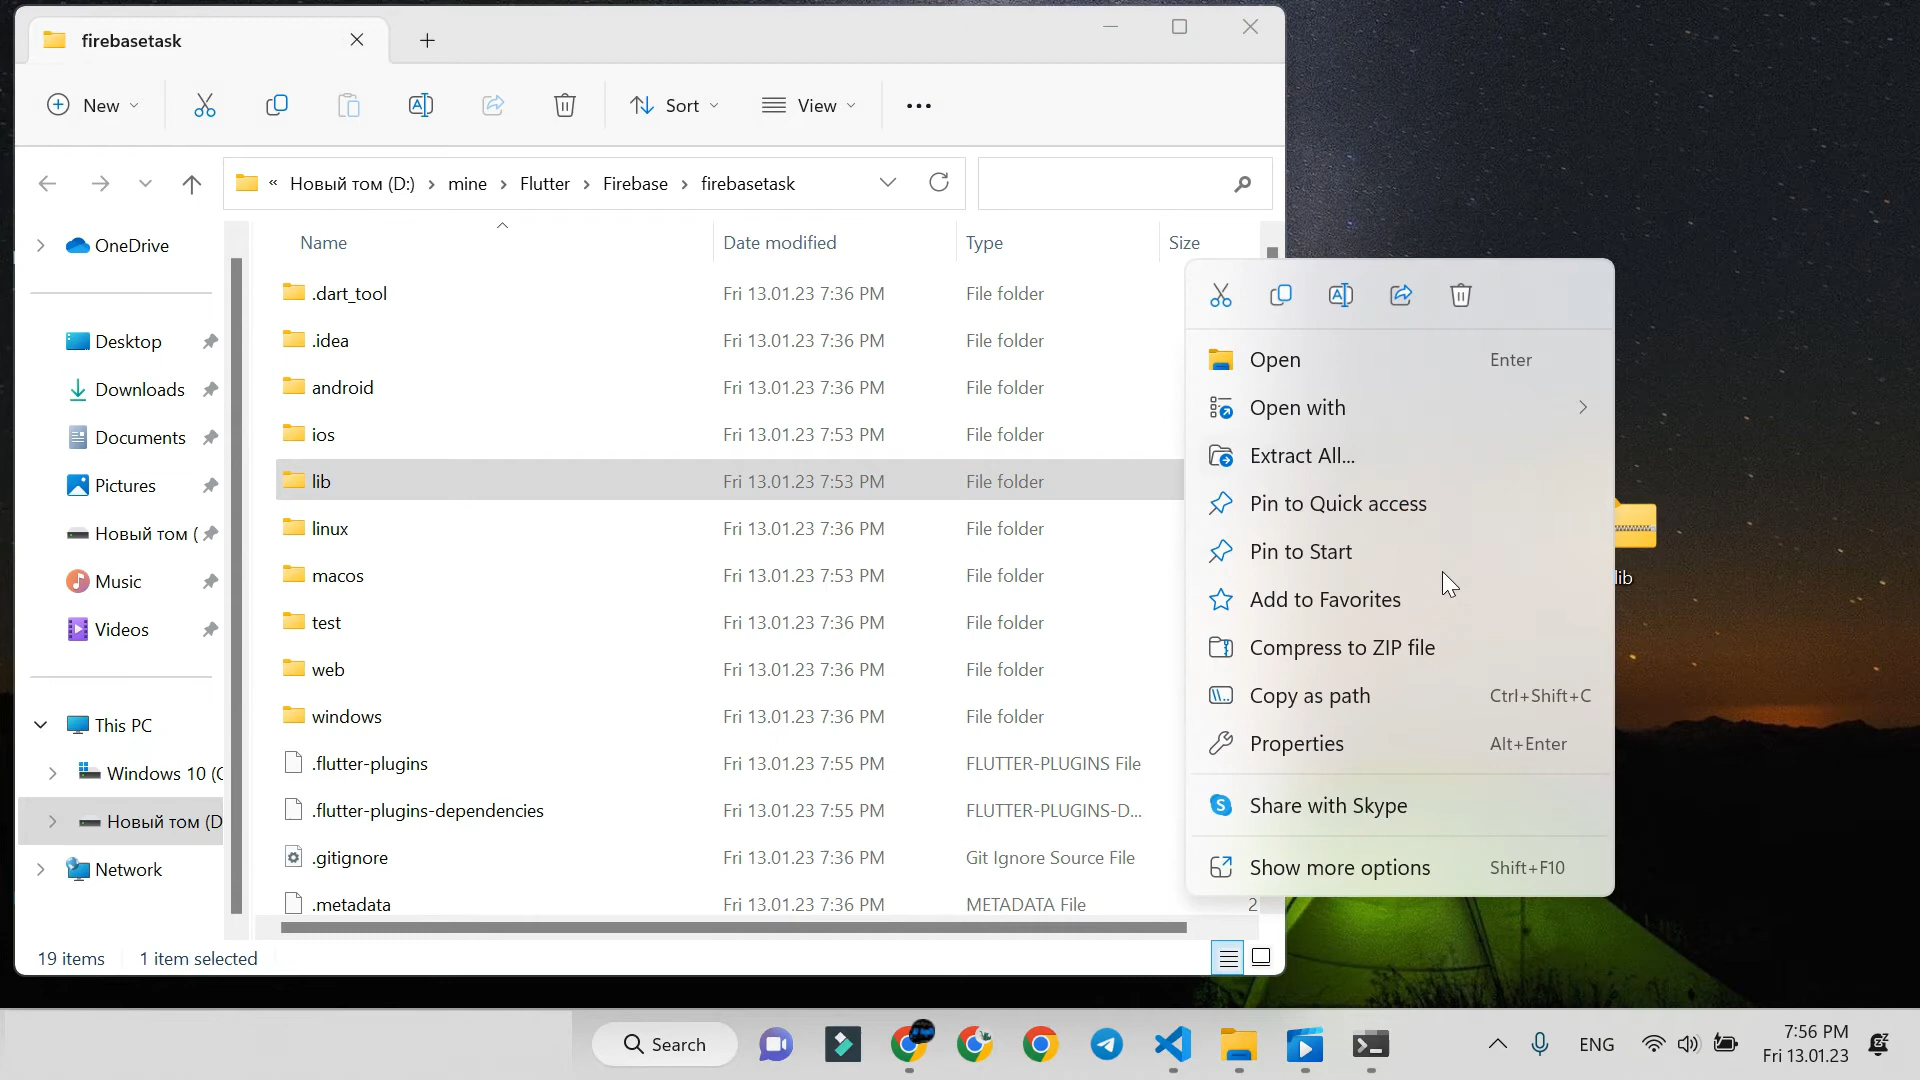 firebasetask
New
Sort
View
« Новый том (D:) › mine › Flutter › Firebase › firebasetask
OneDrive
Desktop
Downloads
Documents
Pictures
Новый том (
Music
Videos
This PC
Windows 10 (C
Новый том (D
Network
Name Date modified Type Size
.dart_tool Fri 13.01.23 7:36 PM File folder
.idea Fri 13.01.23 7:36 PM File folder
android Fri 13.01.23 7:36 PM File folder
ios Fri 13.01.23 7:53 PM File folder
lib Fri 13.01.23 7:53 PM File folder
linux Fri 13.01.23 7:36 PM File folder
macos Fri 13.01.23 7:53 PM File folder
test Fri 13.01.23 7:36 PM File folder
web Fri 13.01.23 7:36 PM File folder
windows Fri 13.01.23 7:36 PM File folder
.flutter-plugins Fri 13.01.23 7:55 PM FLUTTER-PLUGINS File
.flutter-plugins-dependencies Fri 13.01.23 7:55 PM FLUTTER-PLUGINS-D...
.gitignore Fri 13.01.23 7:36 PM Git Ignore Source File
.metadata Fri 13.01.23 7:36 PM METADATA File 2
19 items 1 item selected
Open Enter
Open with
Extract All...
Pin to Quick access
Pin to Start
Add to Favorites
Compress to ZIP file
Copy as path Ctrl+Shift+C
Properties Alt+Enter
Share with Skype
Show more options Shift+F10
lib
Search
ENG
7:56 PM
Fri 13.01.23